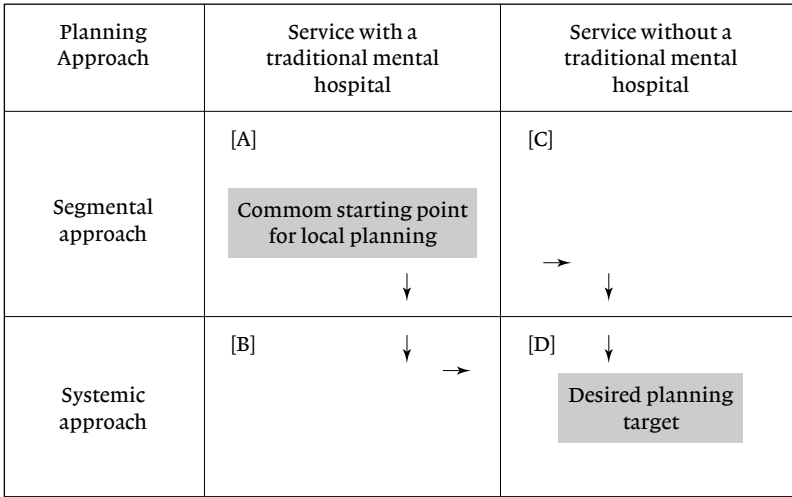 Planning
Approach
Service with a
traditional mental
hospital
Service without a
traditional mental
hospital
Segmental
approach
[A]
Commom starting point
for local planning
[C]
Systemic
approach
[B]
[D]
Desired planning
target